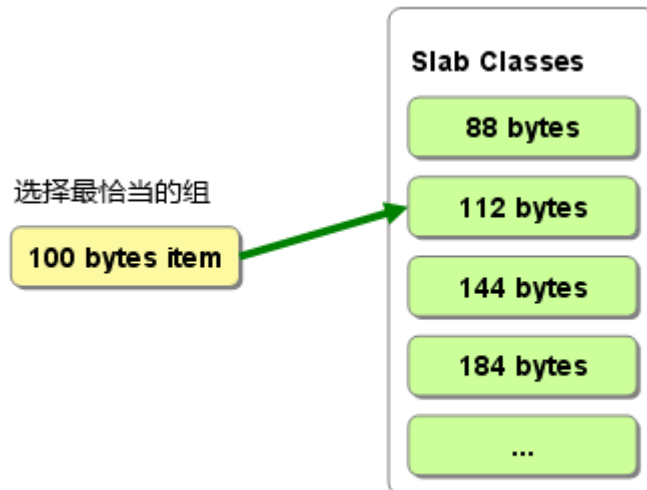 Slab Classes
88 bytes
选择最恰当的组
112 bytes
100 bytes item
144 bytes
184 bytes
...